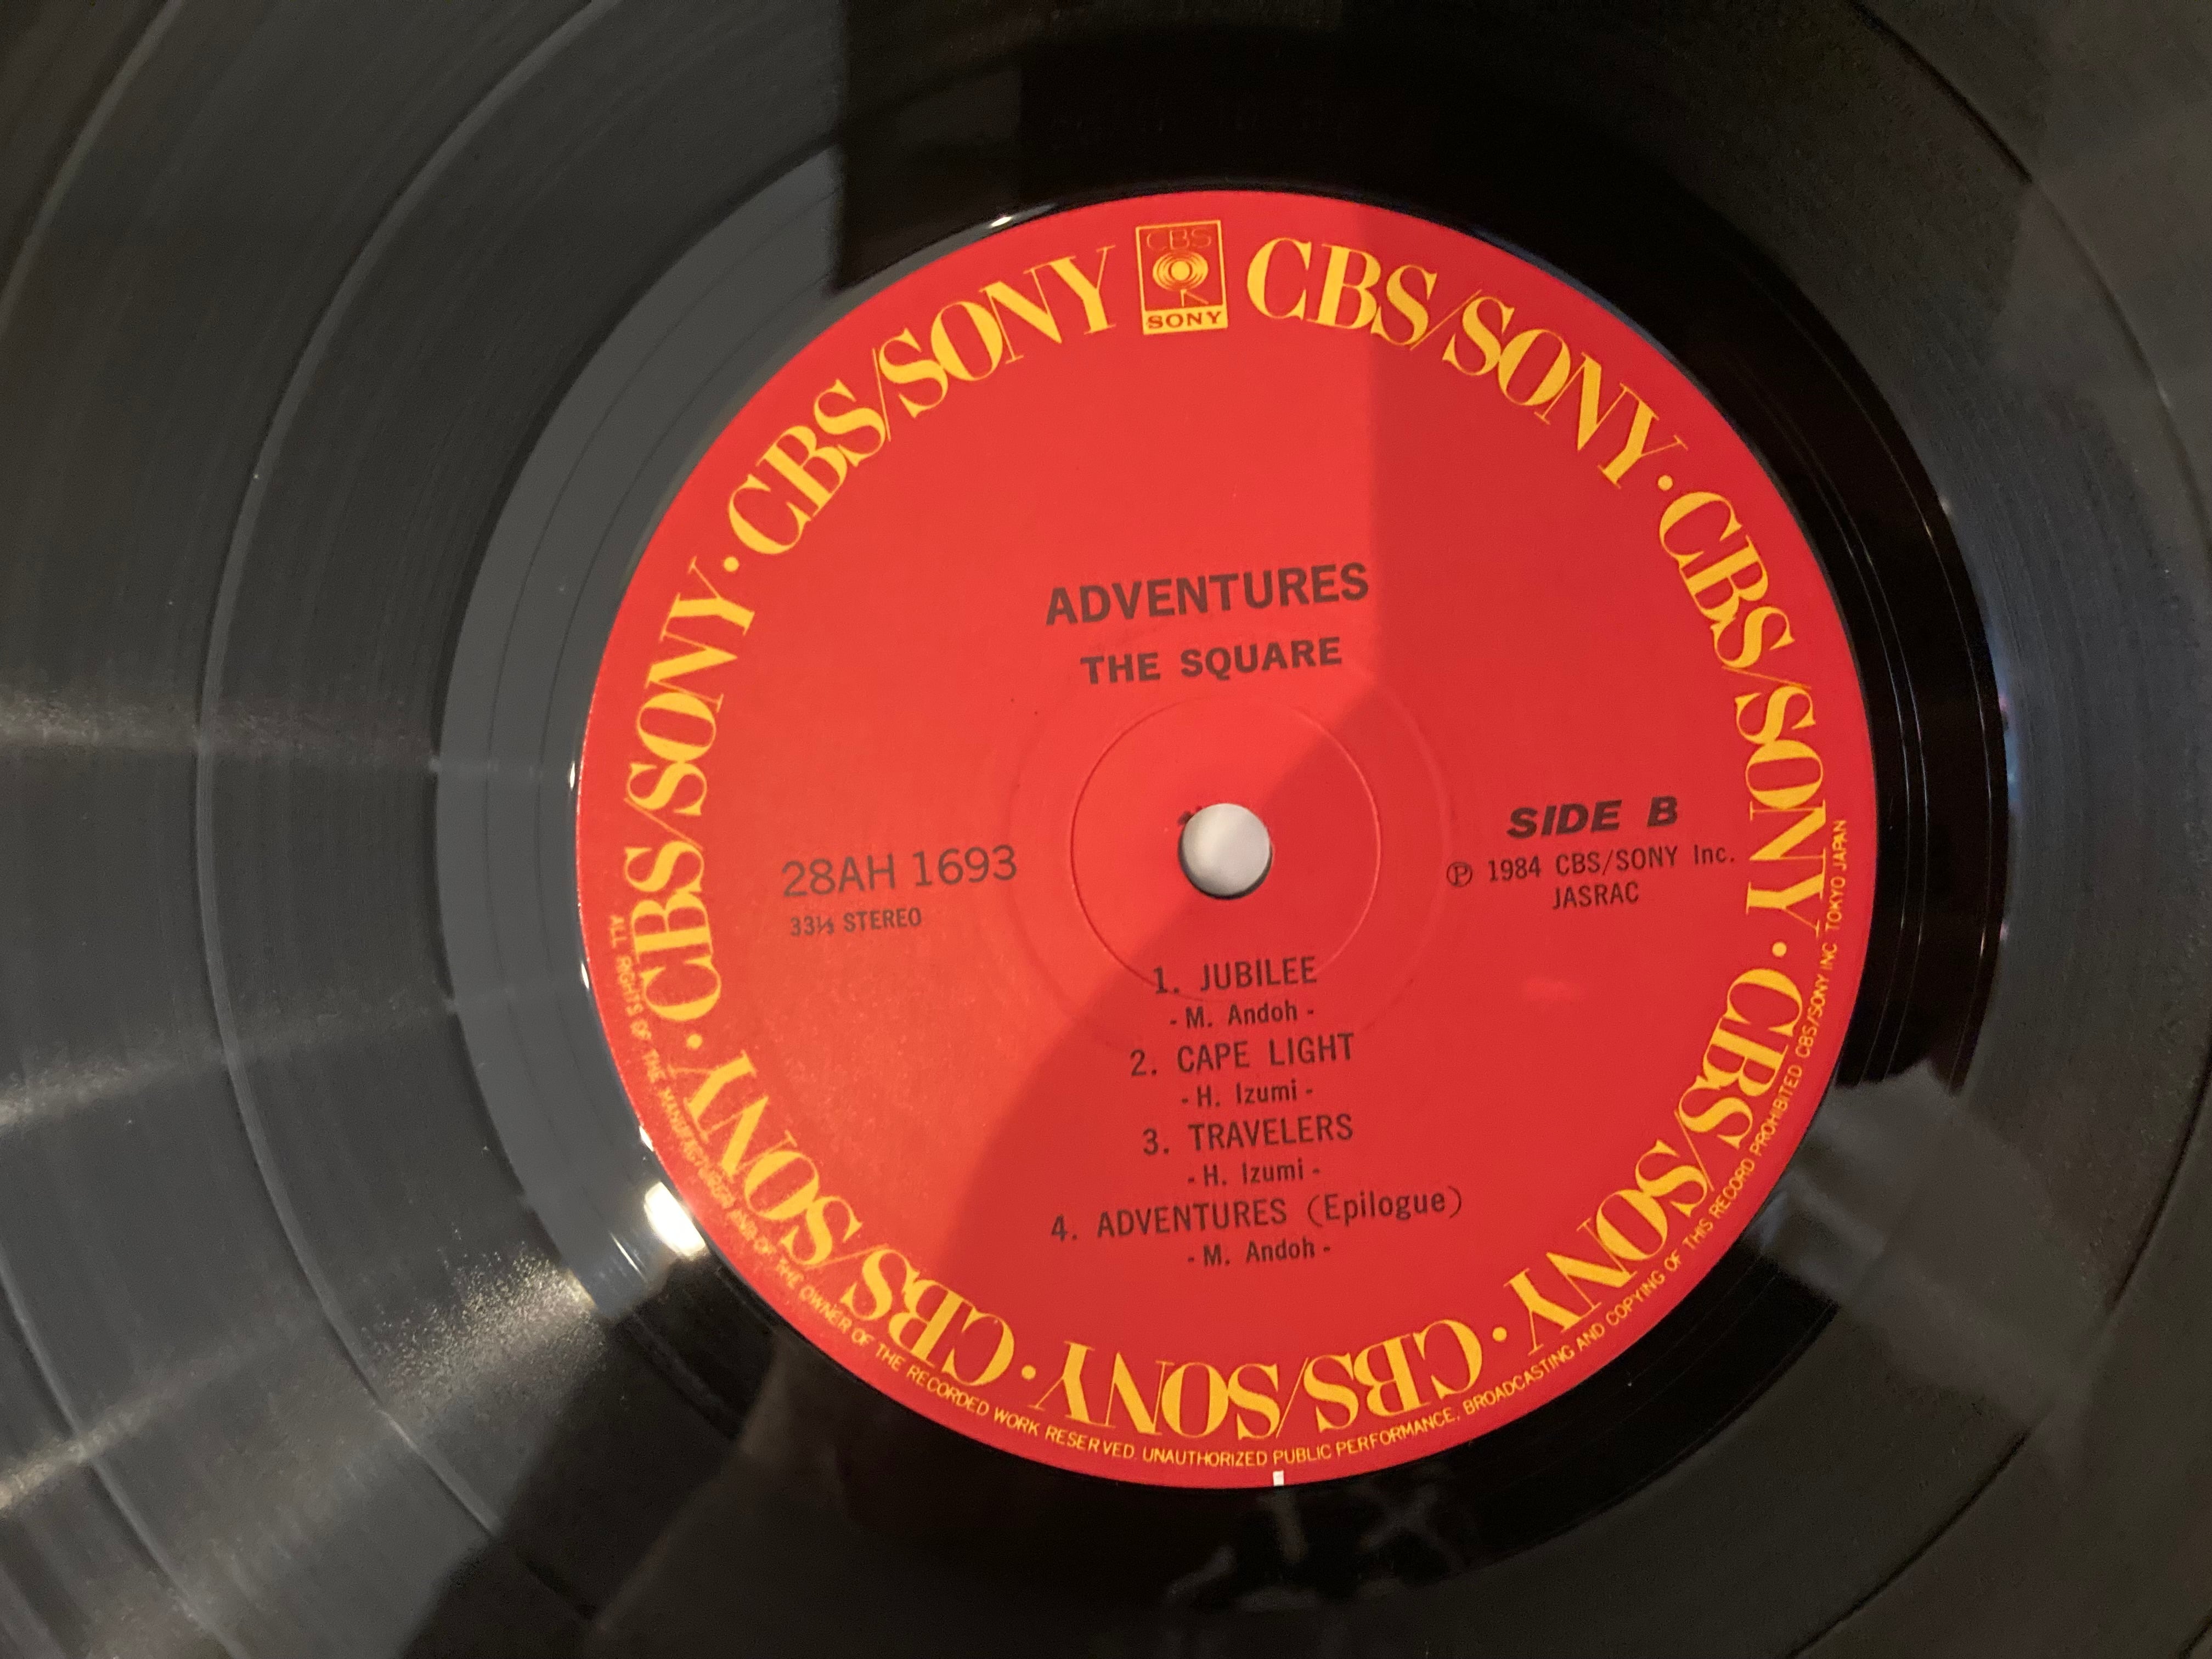 CBS
SONY
CBS/SONY · CBS/SONY · CBS/SONY · CBS/SONY · CBS/SONY · CBS/SONY · CBS/SONY · CBS/SONY
ADVENTURES
THE SQUARE
28AH 1693
33⅓ STEREO
SIDE B
Ⓟ 1984 CBS/SONY Inc.
JASRAC
1. JUBILEE
- M. Andoh -
2. CAPE LIGHT
- H. Izumi -
3. TRAVELERS
- H. Izumi -
4. ADVENTURES (Epilogue)
- M. Andoh -
ALL RIGHTS OF THE MANUFACTURER AND OF THE OWNER OF THE RECORDED WORK RESERVED. UNAUTHORIZED PUBLIC PERFORMANCE, BROADCASTING AND COPYING OF THIS RECORD PROHIBITED CBS/SONY INC TOKYO JAPAN